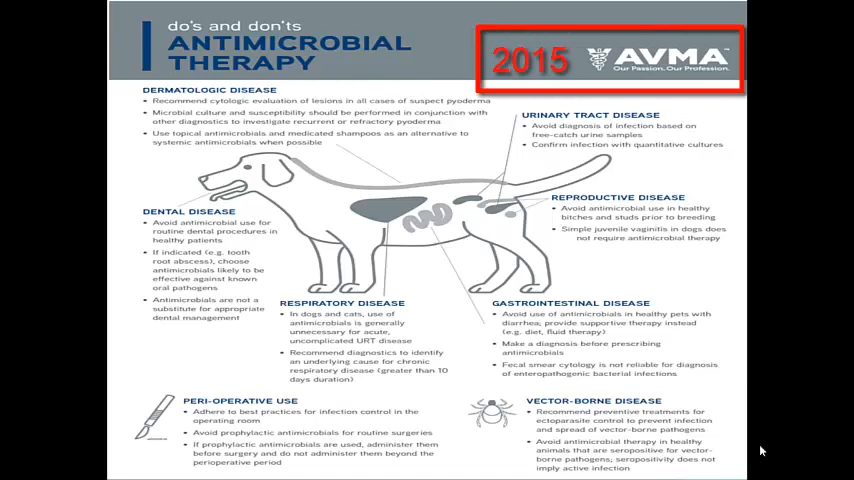 do's and don'ts
ANTIMICROBIAL
THERAPY
2015
AVMA™
Our Passion. Our Profession.
DERMATOLOGIC DISEASE
• Recommend cytologic evaluation of lesions in all cases of suspect pyoderma
• Microbial culture and susceptibility should be performed in conjunction with
other diagnostics to investigate recurrent or refractory pyoderma
• Use topical antimicrobials and medicated shampoos as an alternative to
systemic antimicrobials when possible
URINARY TRACT DISEASE
• Avoid diagnosis of infection based on
free-catch urine samples
• Confirm infection with quantitative cultures
REPRODUCTIVE DISEASE
• Avoid antimicrobial use in healthy
bitches and studs prior to breeding
• Simple juvenile vaginitis in dogs does
not require antimicrobial therapy
DENTAL DISEASE
• Avoid antimicrobial use for
routine dental procedures in
healthy patients
• If indicated (e.g. tooth
root abscess), choose
antimicrobials likely to be
effective against known
oral pathogens
• Antimicrobials are not a
substitute for appropriate
dental management
RESPIRATORY DISEASE
• In dogs and cats, use of
antimicrobials is generally
unnecessary for acute,
uncomplicated URT disease
• Recommend diagnostics to identify
an underlying cause for chronic
respiratory disease (greater than 10
days duration)
GASTROINTESTINAL DISEASE
• Avoid use of antimicrobials in healthy pets with
diarrhea; provide supportive therapy instead
(e.g. diet, fluid therapy)
• Make a diagnosis before prescribing
antimicrobials
• Fecal smear cytology is not reliable for diagnosis
of enteropathogenic bacterial infections
PERI-OPERATIVE USE
• Adhere to best practices for infection control in the
operating room
• Avoid prophylactic antimicrobials for routine surgeries
• If prophylactic antimicrobials are used, administer them
before surgery and do not administer them beyond the
perioperative period
VECTOR-BORNE DISEASE
• Recommend preventive treatments for
ectoparasite control to prevent infection
and spread of vector-borne pathogens
• Avoid antimicrobial therapy in healthy
animals that are seropositive for vector-
borne pathogens; seropositivity does not
imply active infection